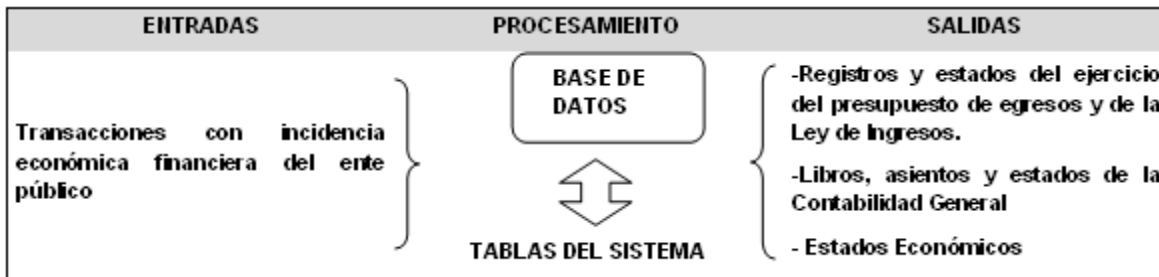 ENTRADAS PROCESAMIENTO SALIDAS
Transacciones con incidencia
económica financiera del ente
público
BASE DE
DATOS
TABLAS DEL SISTEMA
-Registros y estados del ejercicio
del presupuesto de egresos y de la
Ley de Ingresos.
-Libros, asientos y estados de la
Contabilidad General
- Estados Económicos